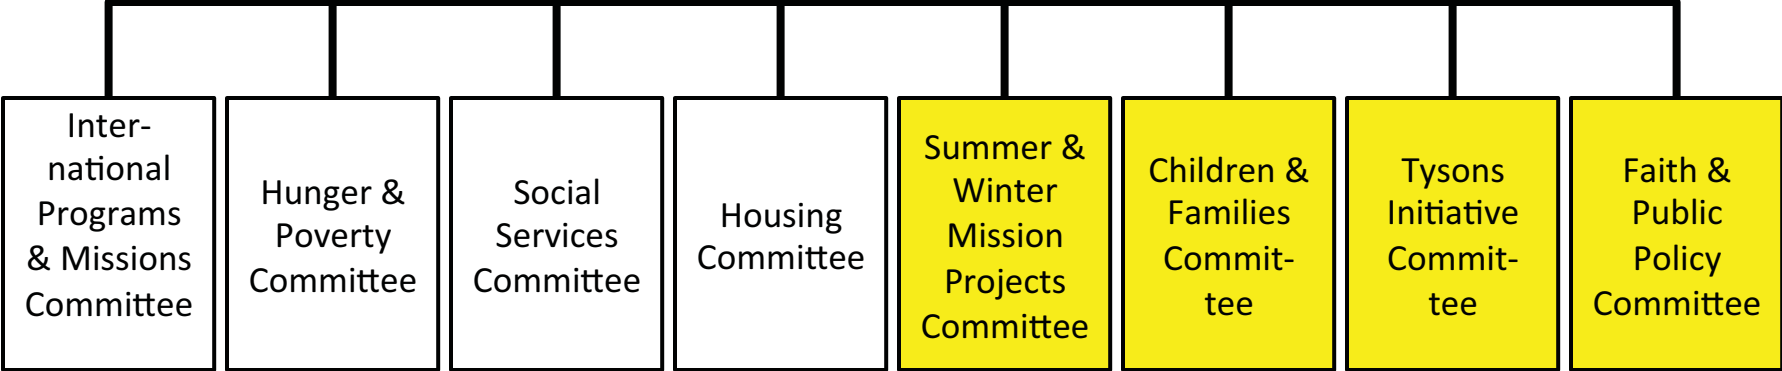 Inter-
national
Programs
& Missions
Committee
Hunger &
Poverty
Committee
Social
Services
Committee
Housing
Committee
Summer &
Winter
Mission
Projects
Committee
Children &
Families
Commit-
tee
Tysons
Initiative
Commit-
tee
Faith &
Public
Policy
Committee